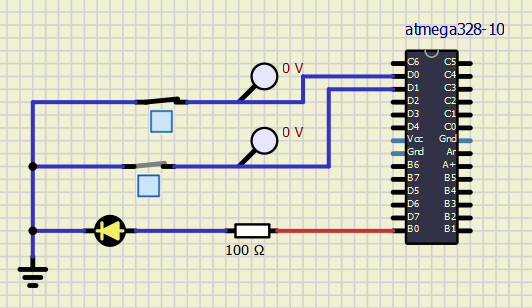 atmega328-10
0 V
0 V
100 Ω
C6 C5
D0 C4
D1 C3
D2 C2
D3 C1
D4 C0
Vcc Gnd
Gnd Ar
B6 A+
B7 B5
D5 B4
D6 B3
D7 B2
B0 B1